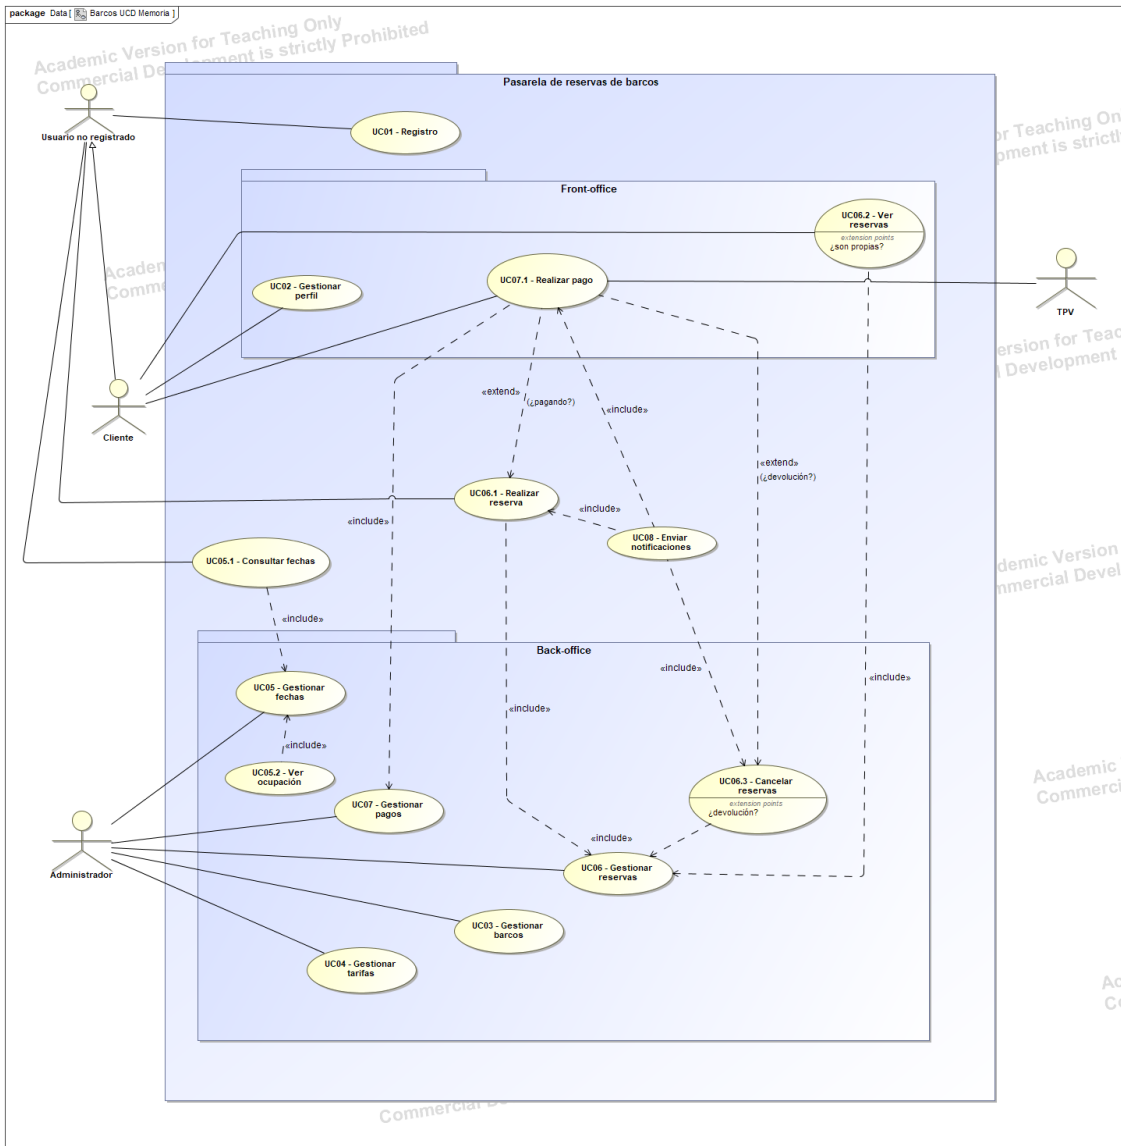 package Data [ Barcos UCD Memoria ]
Academic Version for Teaching Only
Commercial Development is strictly Prohibited
Pasarela de reservas de barcos
Usuario no registrado
UC01 - Registro
Front-office
UC06.2 - Ver
reservas
extension points
¿son propias?
UC02 - Gestionar
perfil
UC07.1 - Realizar pago
TPV
Cliente
«extend»
(¿pagando?)
«include»
«extend»
(¿devolución?)
UC06.1 - Realizar
reserva
«include»
«include»
UC08 - Enviar
notificaciones
UC05.1 - Consultar fechas
«include»
Back-office
«include»
«include»
UC05 - Gestionar
fechas
«include»
«include»
UC05.2 - Ver
ocupación
UC07 - Gestionar
pagos
UC06.3 - Cancelar
reservas
extension points
¿devolución?
«include»
Administrador
UC06 - Gestionar
reservas
UC03 - Gestionar
barcos
UC04 - Gestionar
tarifas